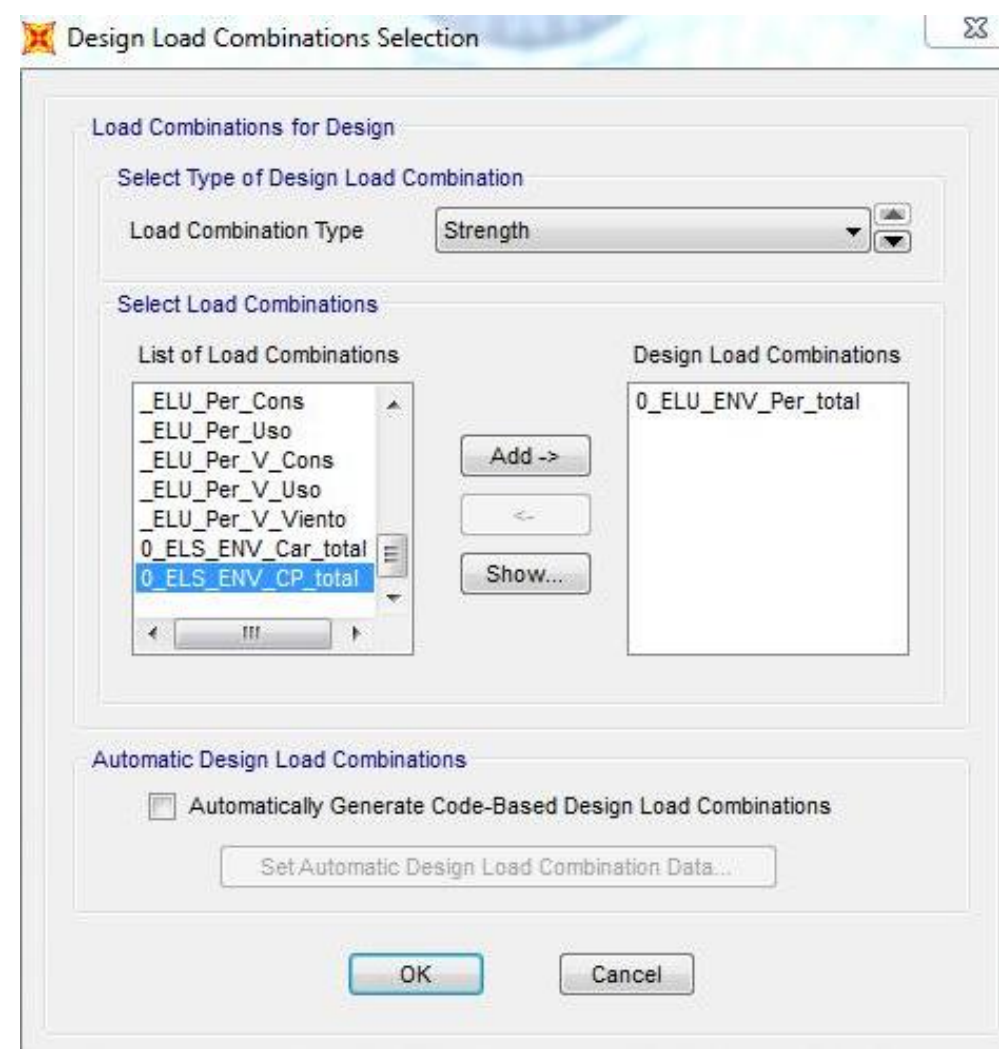 Design Load Combinations Selection
Load Combinations for Design
Select Type of Design Load Combination
Load Combination Type
Strength
Select Load Combinations
List of Load Combinations
_ELU_Per_Cons
_ELU_Per_Uso
_ELU_Per_V_Cons
_ELU_Per_V_Uso
_ELU_Per_V_Viento
0_ELS_ENV_Car_total
0_ELS_ENV_CP_total
Add ->
<-
Show...
Design Load Combinations
0_ELU_ENV_Per_total
Automatic Design Load Combinations
Automatically Generate Code-Based Design Load Combinations
Set Automatic Design Load Combination Data...
OK
Cancel